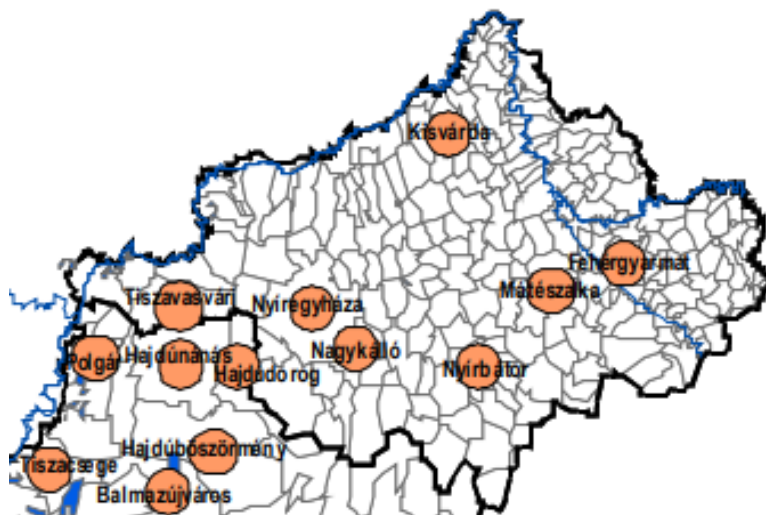 Kisvárda
Fehérgyarmat
Mátészalka
Tiszavasvári
Nyíregyháza
Nagykálló
Polgár
Hajdúnánás
Hajdúdorog
Nyírbátor
Hajdúböszörmény
Tiszacsege
Balmazújváros